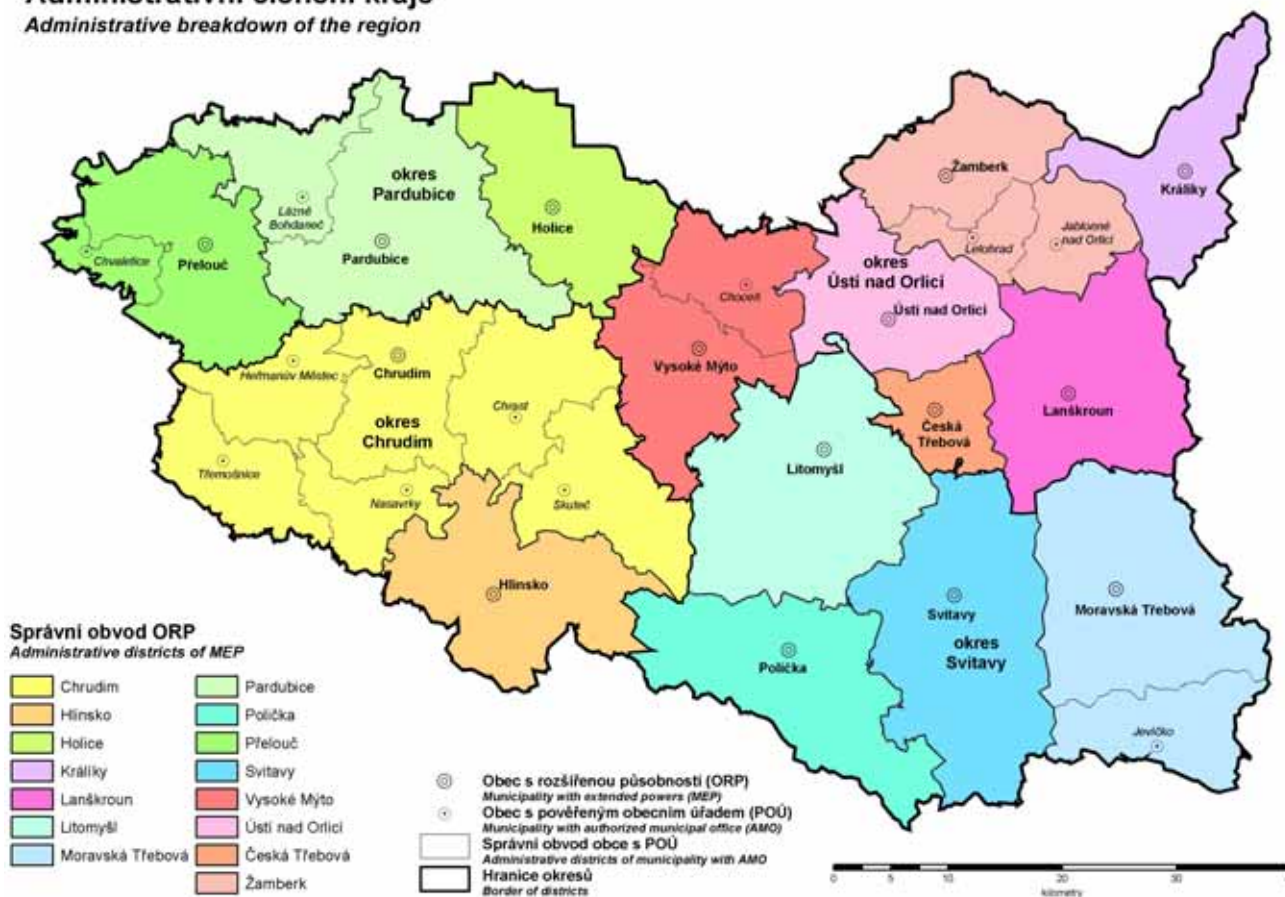 Administrative breakdown of the region
okres
Pardubice
Lázně
Bohdaneč
Pardubice
Holice
Chvaletice
Přelouč
Žamberk
Králíky
Letohrad
Jablonné
nad Orlicí
okres
Ústí nad Orlicí
Ústí nad Orlicí
Choceň
Vysoké Mýto
Heřmanův Městec
Chrudim
okres
Chrudim
Chrast
Třemošnice
Nasavrky
Skuteč
Hlinsko
Litomyšl
Česká
Třebová
Lanškroun
Svitavy
okres
Svitavy
Moravská Třebová
Polička
Jevíčko
Správní obvod ORP
Administrative districts of MEP
Chrudim
Hlinsko
Holice
Králíky
Lanškroun
Litomyšl
Moravská Třebová
Pardubice
Polička
Přelouč
Svitavy
Vysoké Mýto
Ústí nad Orlicí
Česká Třebová
Žamberk
Obec s rozšířenou působností (ORP)
Municipality with extended powers (MEP)
Obec s pověřeným obecním úřadem (POÚ)
Municipality with authorized municipal office (AMO)
Správní obvod obce s POÚ
Administrative districts of municipality with AMO
Hranice okresů
Border of districts
0 5 10 20 30
kilometry